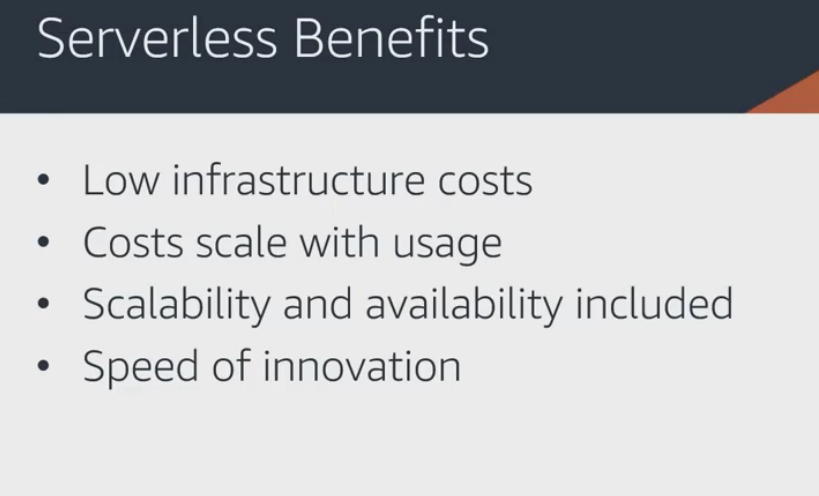 Serverless Benefits
• Low infrastructure costs
• Costs scale with usage
• Scalability and availability included
• Speed of innovation